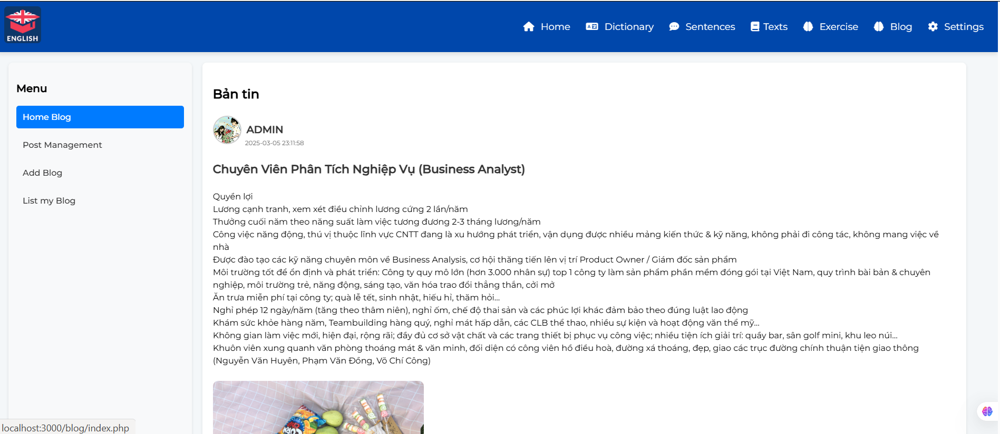 ENGLISH
Home
Dictionary
Sentences
Texts
Exercise
Blog
Settings
Menu
Home Blog
Post Management
Add Blog
List my Blog
Bản tin
ADMIN
2025-03-05 23:11:58
Chuyên Viên Phân Tích Nghiệp Vụ (Business Analyst)
Quyền lợi
Lương cạnh tranh, xem xét điều chỉnh lương cứng 2 lần/năm
Thưởng cuối năm theo năng suất làm việc tương đương 2-3 tháng lương/năm
Công việc năng động, thú vị thuộc lĩnh vực CNTT đang là xu hướng phát triển, vận dụng được nhiều mảng kiến thức & kỹ năng, không phải đi công tác, không mang việc về
nhà
Được đào tạo các kỹ năng chuyên môn về Business Analysis, cơ hội thăng tiến lên vị trí Product Owner / Giám đốc sản phẩm
Môi trường tốt để ổn định và phát triển: Công ty quy mô lớn (hơn 3.000 nhân sự) top 1 công ty làm sản phẩm phần mềm đóng gói tại Việt Nam, quy trình bài bản & chuyên
nghiệp, môi trường trẻ, năng động, sáng tạo, văn hóa trao đổi thẳng thắn, cởi mở
Ăn trưa miễn phí tại công ty; quà lễ tết, sinh nhật, hiếu hỉ, thăm hỏi...
Nghỉ phép 12 ngày/năm (tăng theo thâm niên), nghỉ ốm, chế độ thai sản và các phúc lợi khác đảm bảo theo đúng luật lao động
Khám sức khỏe hàng năm, Teambuilding hàng quý, nghỉ mát hấp dẫn, các CLB thể thao, nhiều sự kiện và hoạt động văn thể mỹ...
Không gian làm việc mới, hiện đại, rộng rãi; đầy đủ cơ sở vật chất và các trang thiết bị phục vụ công việc; nhiều tiện ích giải trí: quầy bar, sân golf mini, khu leo núi...
Khuôn viên xung quanh văn phòng thoáng mát & văn minh, đối diện có công viên hồ điều hoà, đường xá thoáng, đẹp, giao các trục đường chính thuận tiện giao thông
(Nguyễn Văn Huyên, Phạm Văn Đồng, Võ Chí Công)
CORN
localhost:3000/blog/index.php